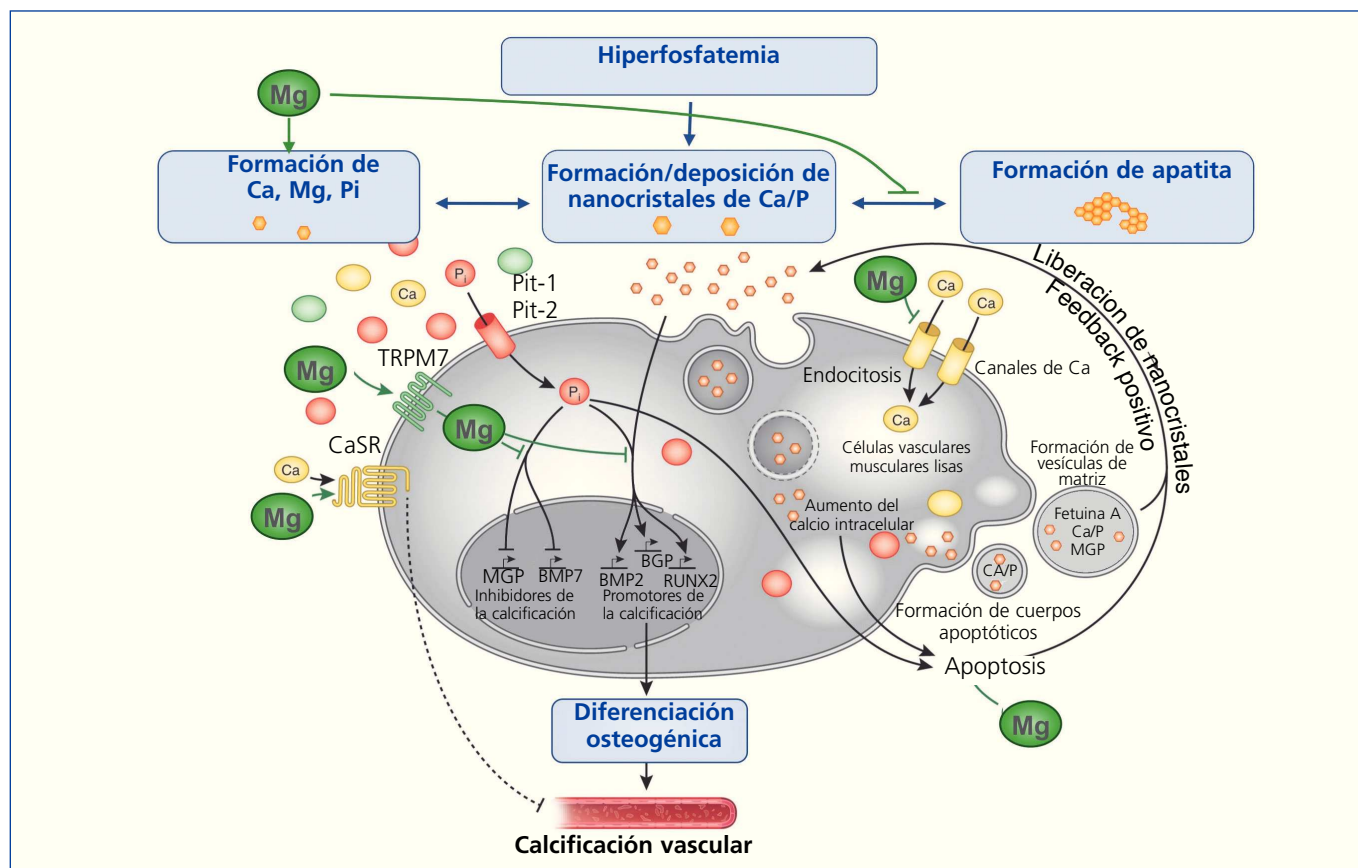 Hiperfosfatemia
Mg
Formación de
Ca, Mg, Pi
Formación/deposición de
nanocristales de Ca/P
Formación de apatita
Liberacion de nanocristales
Feedback positivo
Pi
Pit-1
Pit-2
Ca
Mg
Ca
Ca
TRPM7
Mg
Endocitosis
Canales de Ca
Pi
Mg
Ca
CaSR
Células vasculares
musculares lisas
Formación de
vesículas de
matriz
Ca
Mg
Aumento del
calcio intracelular
Fetuina A
Ca/P
MGP
MGP
BMP7
BMP2
BGP
RUNX2
CA/P
Inhibidores de
la calcificación
Promotores de
la calcificación
Formación de cuerpos
apoptóticos
Apoptosis
Mg
Diferenciación
osteogénica
Calcificación vascular